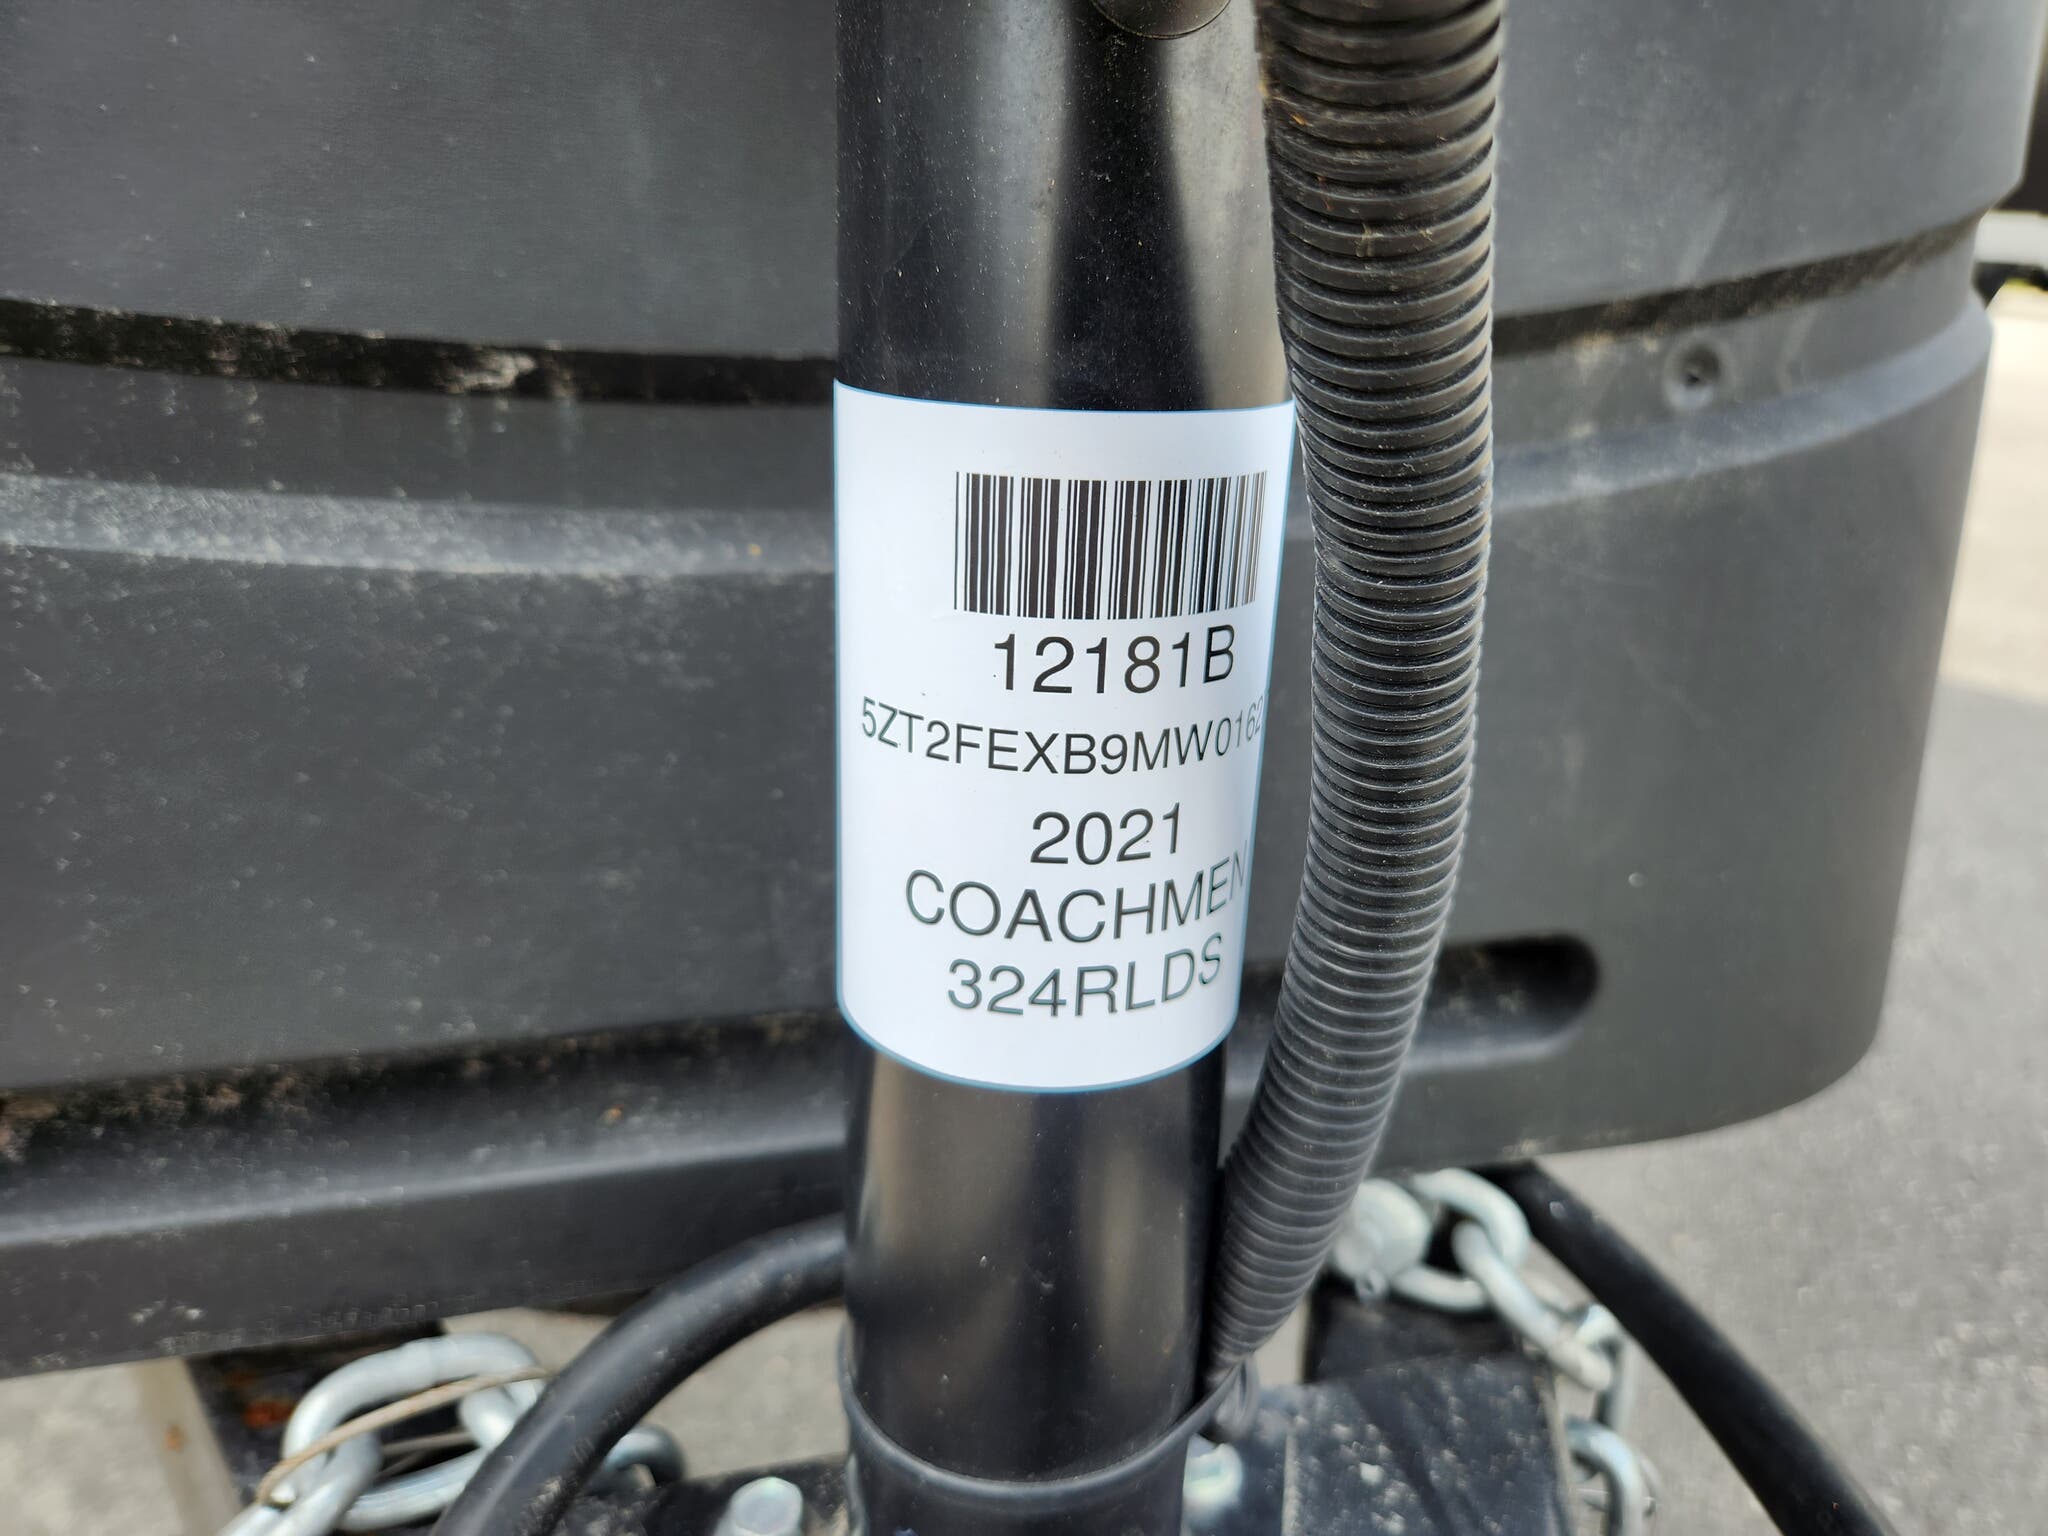 12181B
5ZT2FEXB9MW0162
2021
COACHMEN
324RLDS